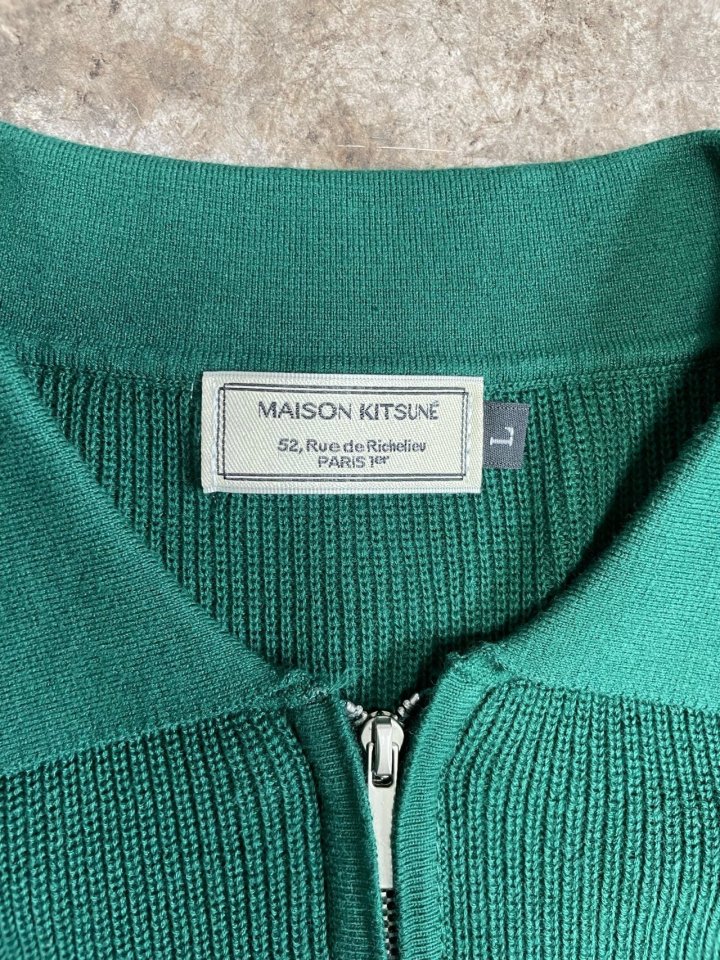 MAISON KITSUNÉ
52, Rue de Richelieu
PARIS 1er
L